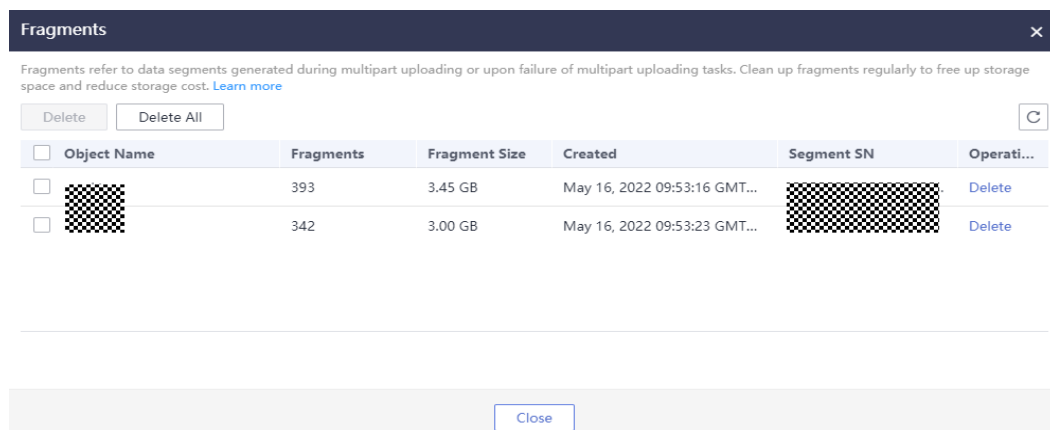 Fragments
Fragments refer to data segments generated during multipart uploading or upon failure of multipart uploading tasks. Clean up fragments regularly to free up storage
space and reduce storage cost. Learn more
Delete Delete All
Object Name Fragments Fragment Size Created Segment SN Operati...
393 3.45 GB May 16, 2022 09:53:16 GMT... Delete
342 3.00 GB May 16, 2022 09:53:23 GMT... Delete
Close